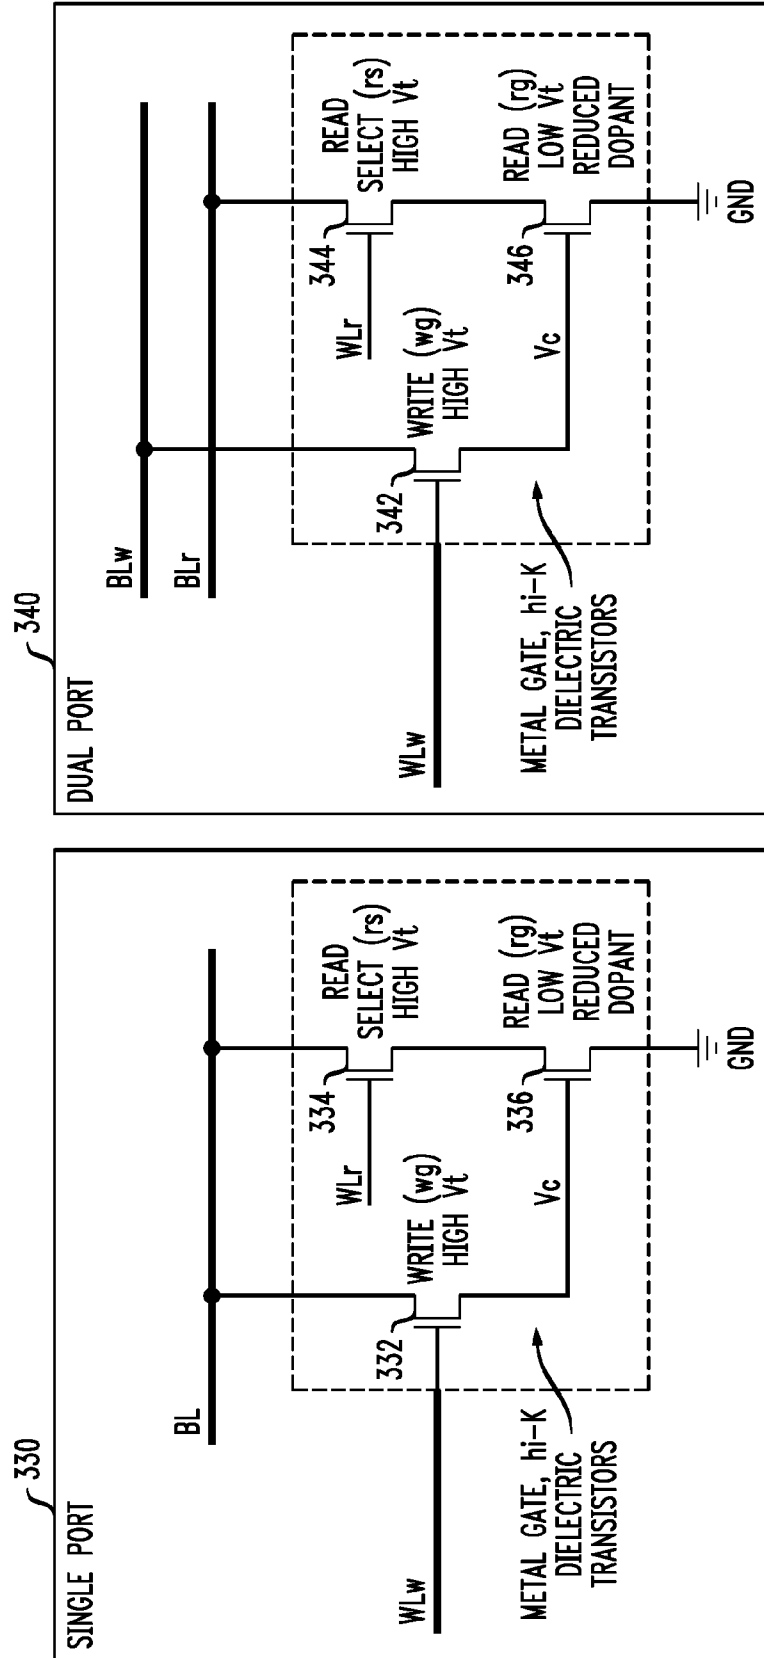 330
SINGLE PORT
BL
WLw
332
WRITE (wg)
HIGH Vt
WLr
334
READ
SELECT (rs)
HIGH Vt
Vc
336
READ (rg)
LOW Vt
REDUCED
DOPANT
GND
METAL GATE, hi-K
DIELECTRIC
TRANSISTORS
340
DUAL PORT
BLw
BLr
WLw
342
WRITE (wg)
HIGH Vt
WLr
344
READ
SELECT (rs)
HIGH Vt
Vc
346
READ (rg)
LOW Vt
REDUCED
DOPANT
GND
METAL GATE, hi-K
DIELECTRIC
TRANSISTORS